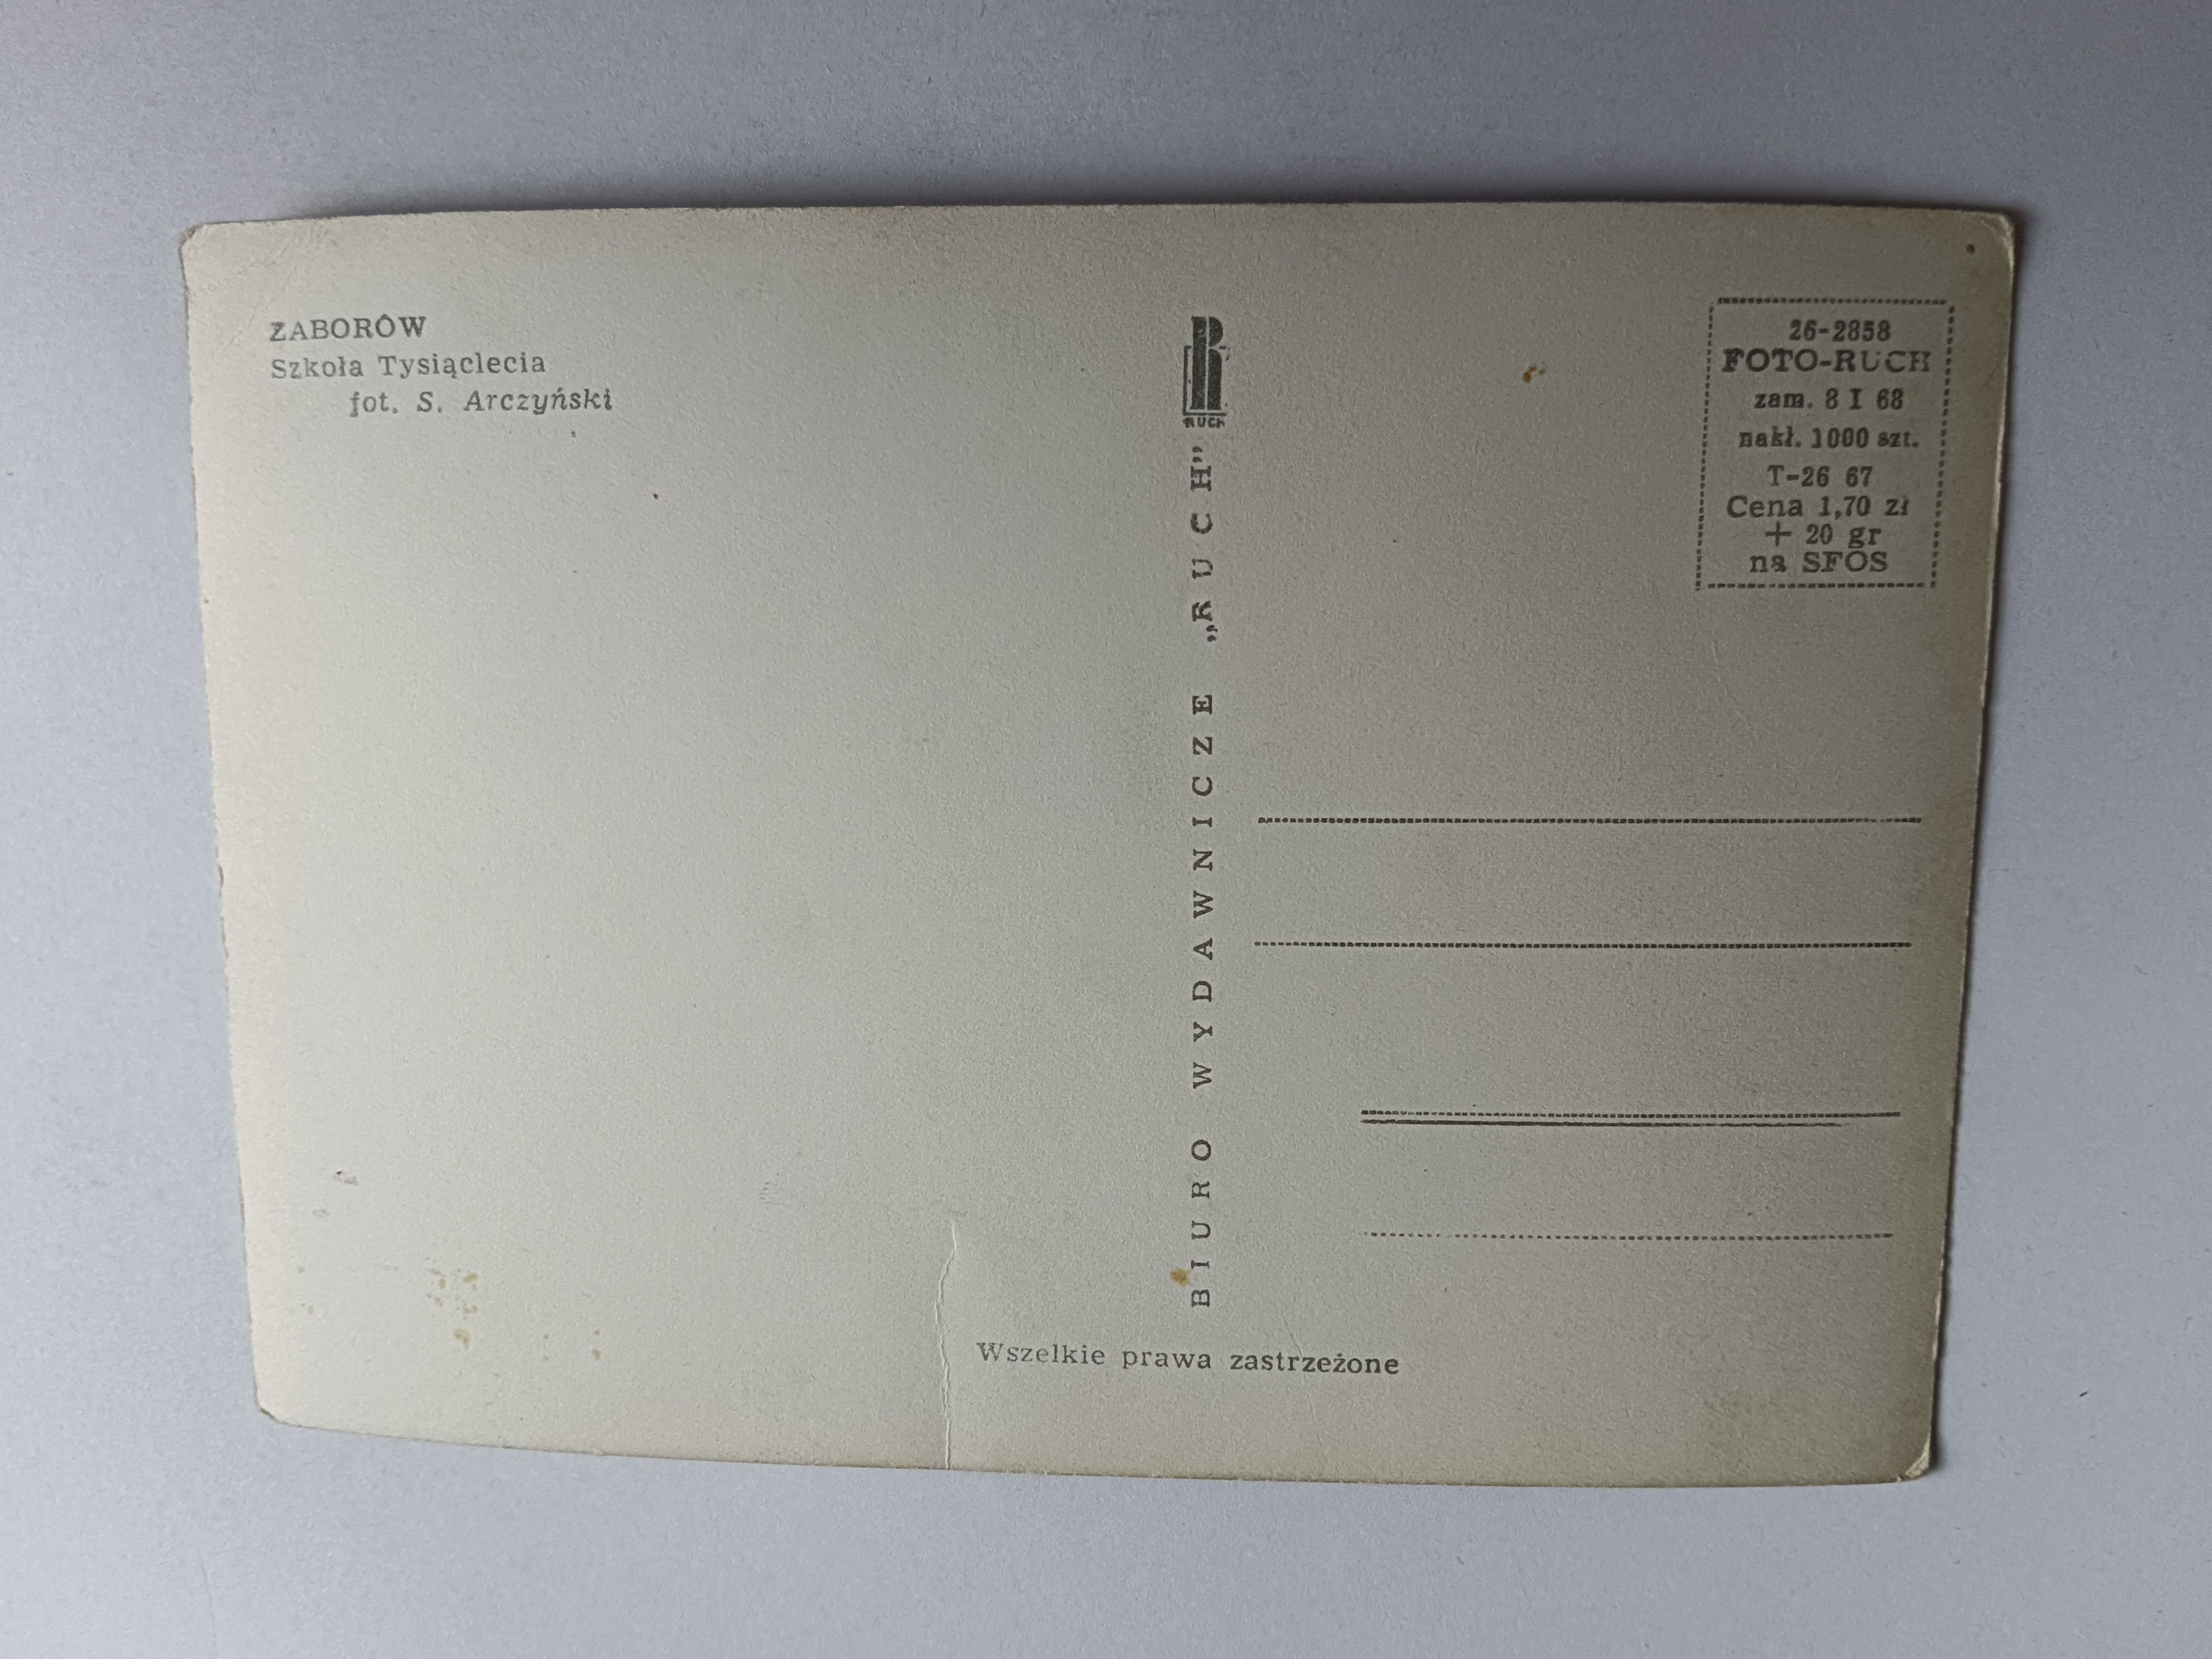 ZABORÓW
Szkoła Tysiąclecia
fot. S. Arczyński
RUCH
BIURO WYDAWNICZE „RUCH”
26-2858
FOTO-RUCH
zam. 8 I 68
nakł. 1000 szt.
T-26 67
Cena 1,70 zł
+ 20 gr
na SFOS
Wszelkie prawa zastrzeżone